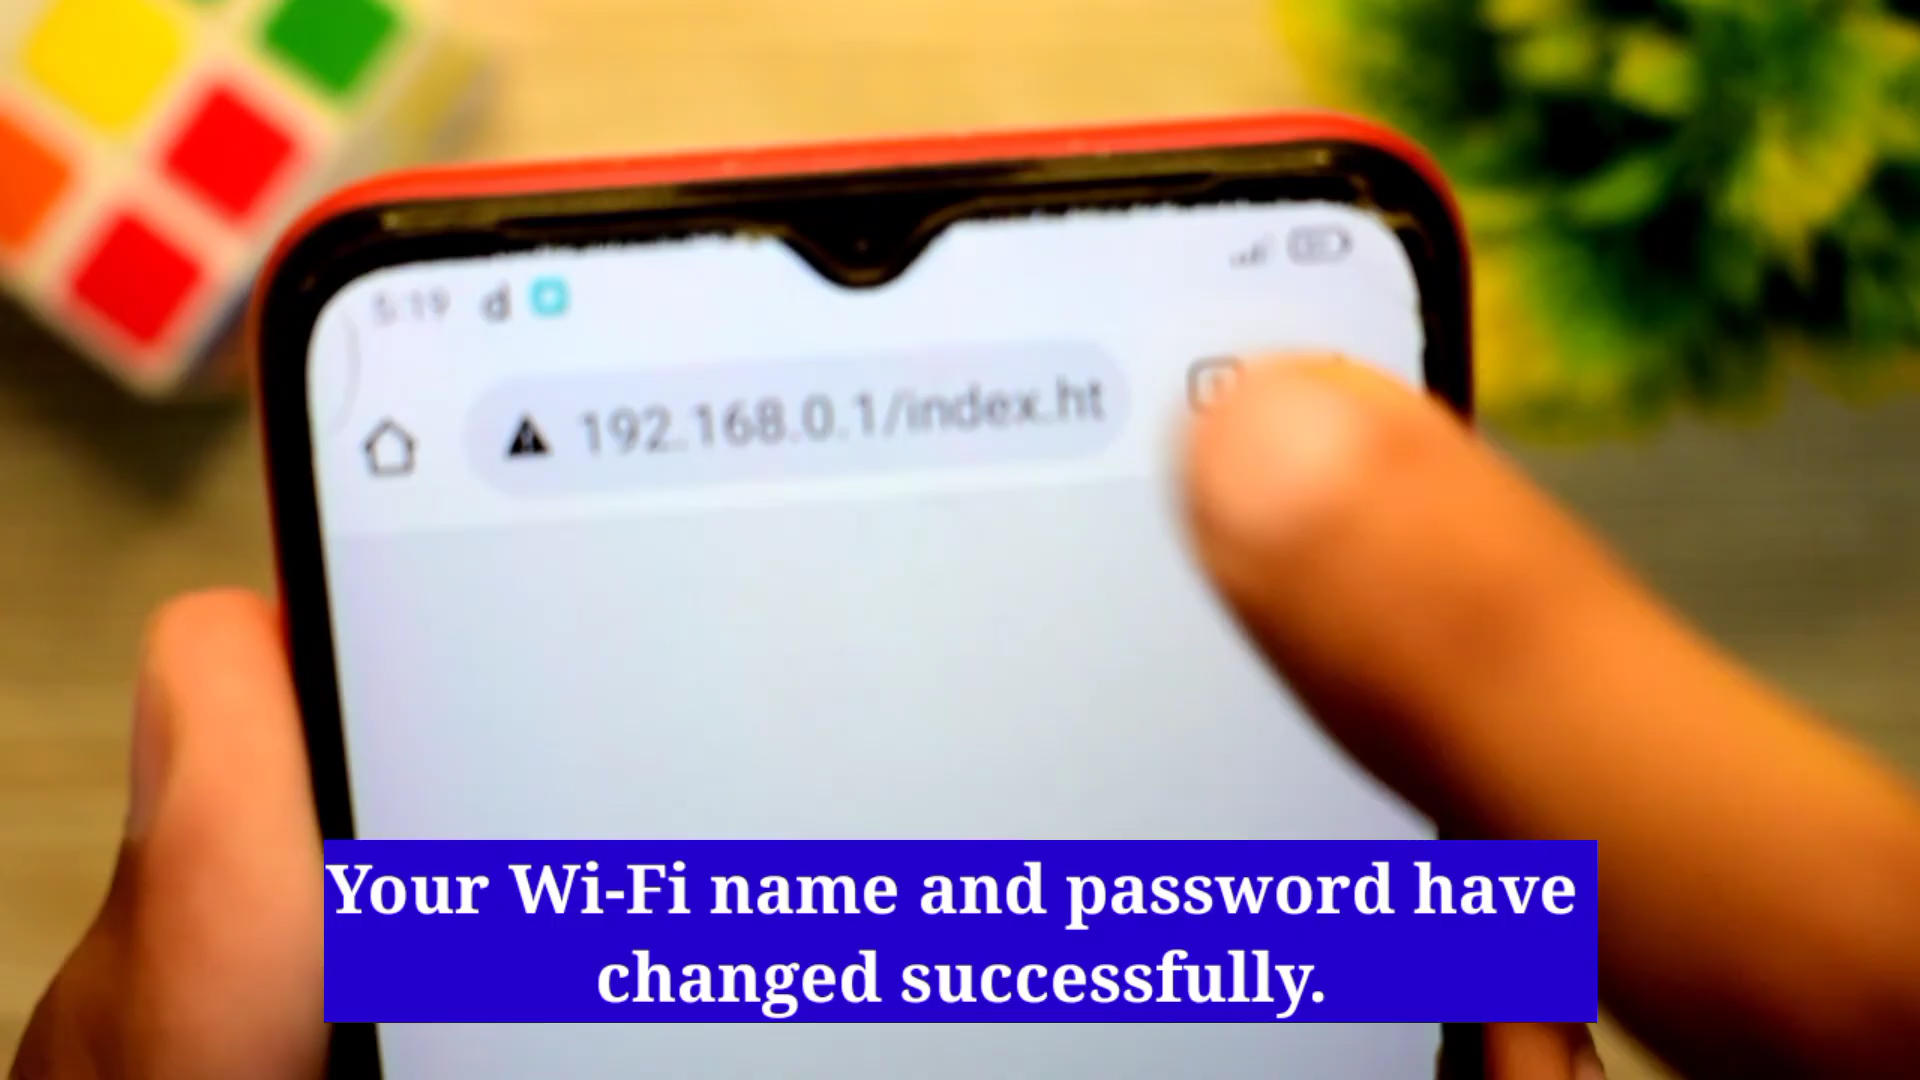 5:19 d
192.168.0.1/index.ht
Your Wi-Fi name and password have
changed successfully.